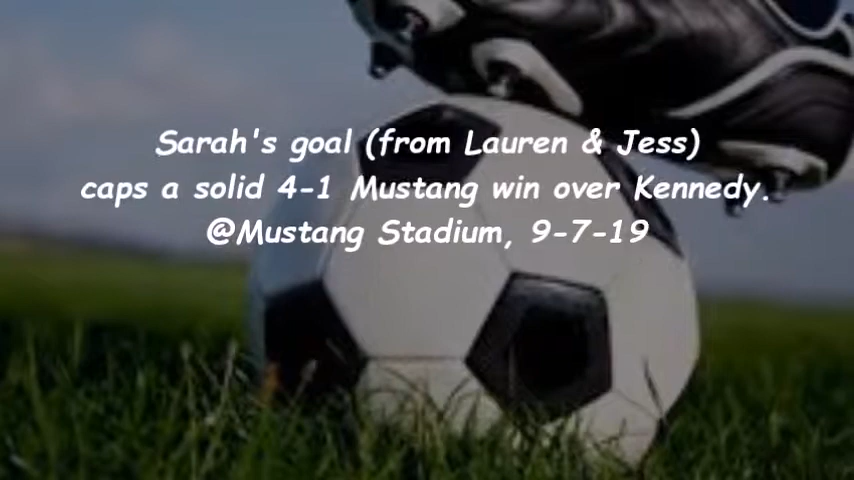 Sarah's goal (from Lauren & Jess)
caps a solid 4-1 Mustang win over Kennedy.
@Mustang Stadium, 9-7-19